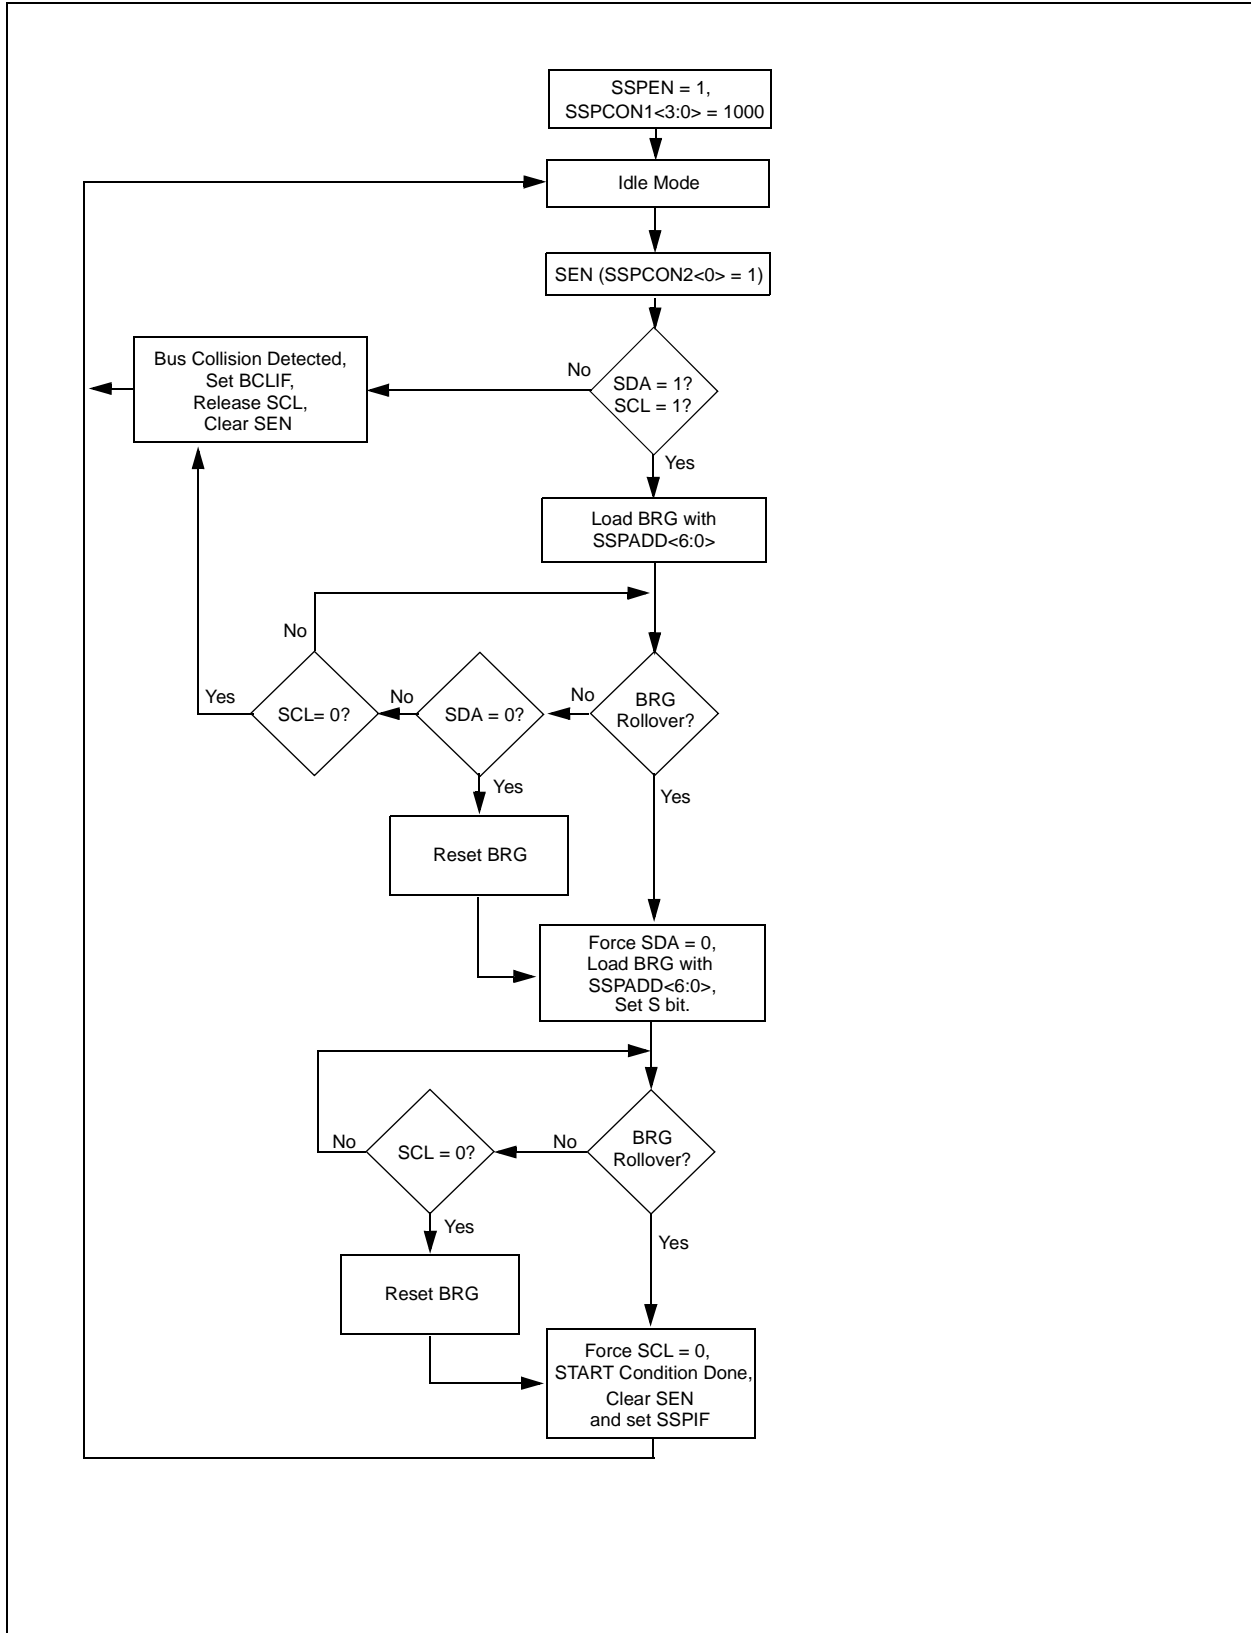 SSPEN = 1,
SSPCON1<3:0> = 1000
Idle Mode
SEN (SSPCON2<0> = 1)
Bus Collision Detected,
Set BCLIF,
Release SCL,
Clear SEN
No
SDA = 1?
SCL = 1?
Yes
Load BRG with
SSPADD<6:0>
No
Yes
SCL= 0?
No
SDA = 0?
No
BRG
Rollover?
Yes
Yes
Reset BRG
Force SDA = 0,
Load BRG with
SSPADD<6:0>,
Set S bit.
No
SCL = 0?
No
BRG
Rollover?
Yes
Yes
Reset BRG
Force SCL = 0,
START Condition Done,
Clear SEN
and set SSPIF